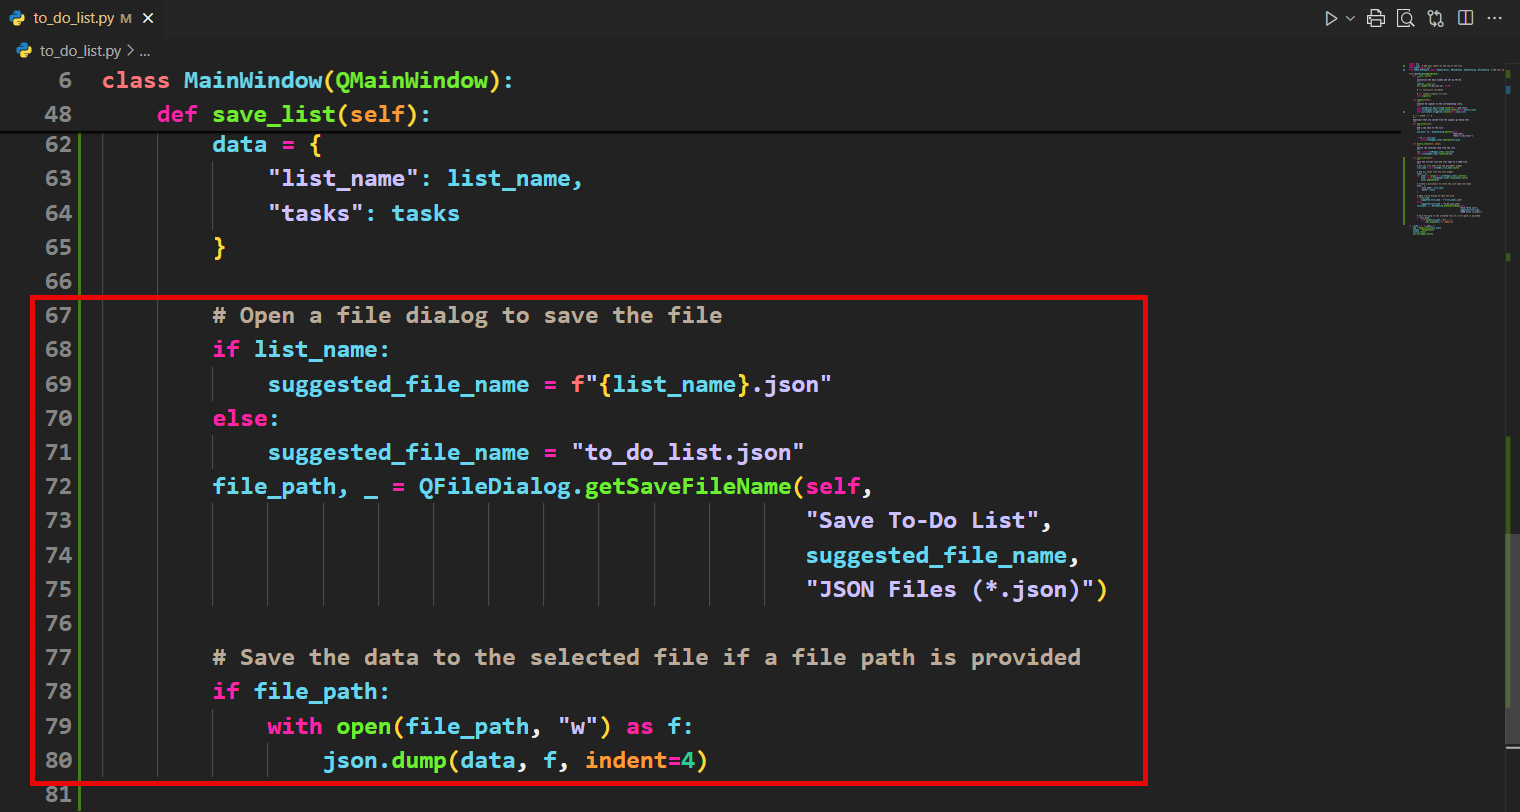 to_do_list.py M
to_do_list.py > ...
6 class MainWindow(QMainWindow):
48 def save_list(self):
62 data = {
63 "list_name": list_name,
64 "tasks": tasks
65 }
66
67 # Open a file dialog to save the file
68 if list_name:
69 suggested_file_name = f"{list_name}.json"
70 else:
71 suggested_file_name = "to_do_list.json"
72 file_path, _ = QFileDialog.getSaveFileName(self,
73 "Save To-Do List",
74 suggested_file_name,
75 "JSON Files (*.json)")
76
77 # Save the data to the selected file if a file path is provided
78 if file_path:
79 with open(file_path, "w") as f:
80 json.dump(data, f, indent=4)
81